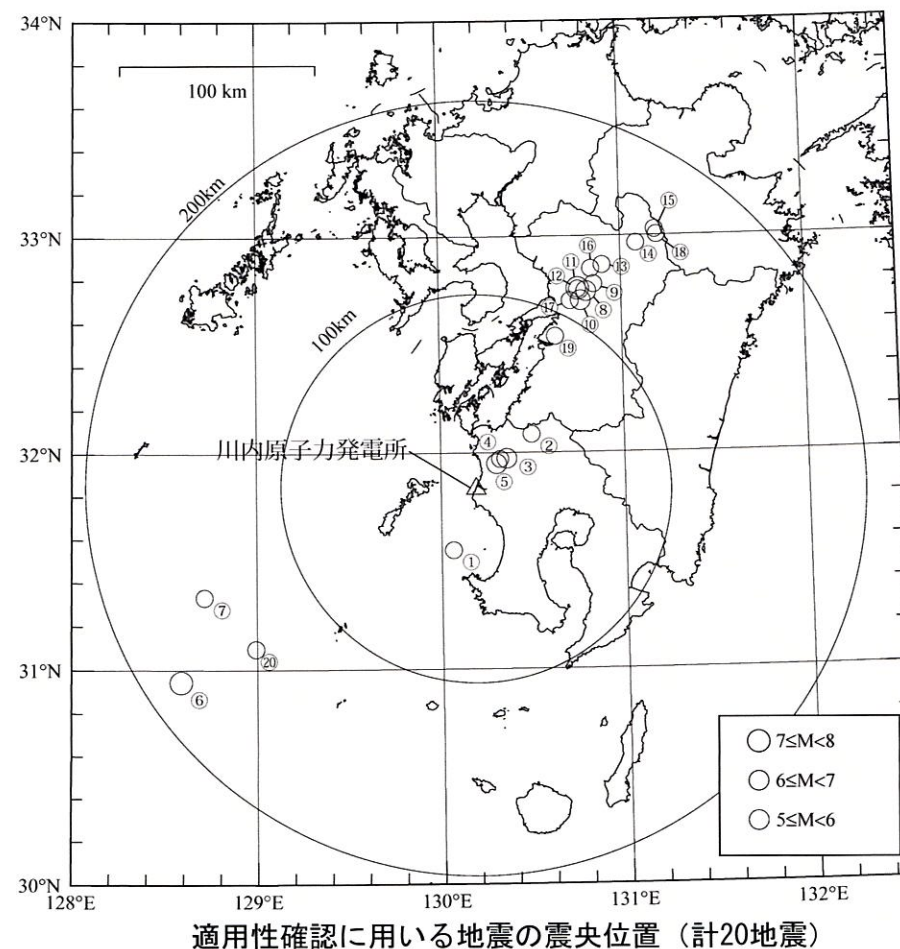 34°N
100 km
200km
⑮
33°N
⑯
⑪
⑭
⑱
⑫
⑬
⑨
⑰
⑧
100km
⑩
⑲
④
②
川内原子力発電所
32°N
③
⑤
①
⑦
⑳
31°N
⑥
7≤M<8
6≤M<7
5≤M<6
30°N
128°E
129°E
130°E
131°E
132°E
適用性確認に用いる地震の震央位置（計20地震）